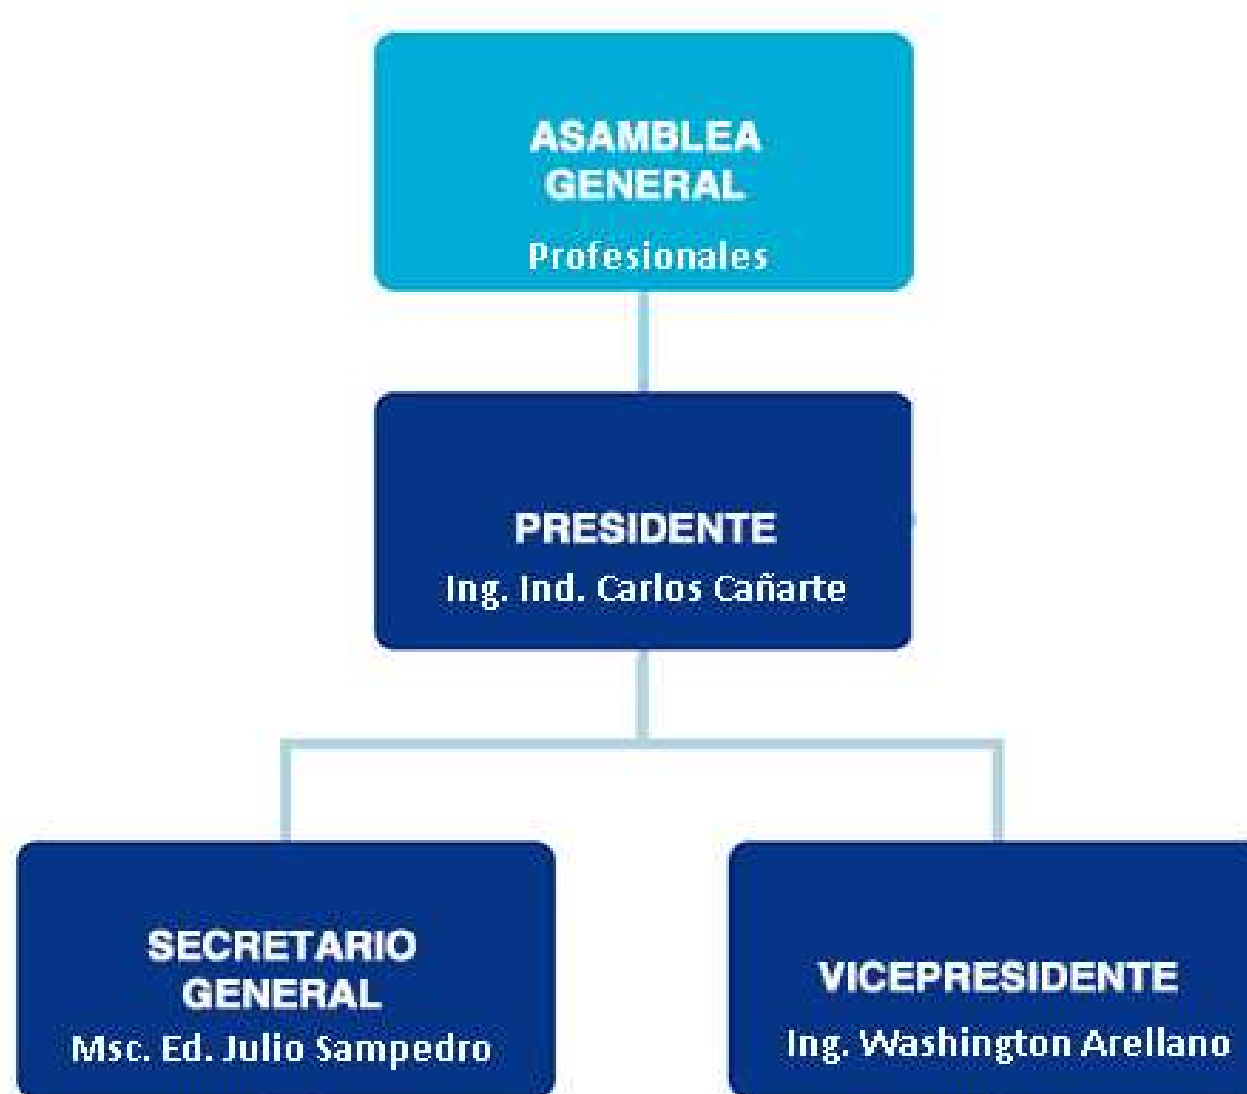 ASAMBLEA
GENERAL
Profesionales
PRESIDENTE
Ing. Ind. Carlos Cañarte
SECRETARIO
GENERAL
Msc. Ed. Julio Sampedro
VICEPRESIDENTE
Ing. Washington Arellano